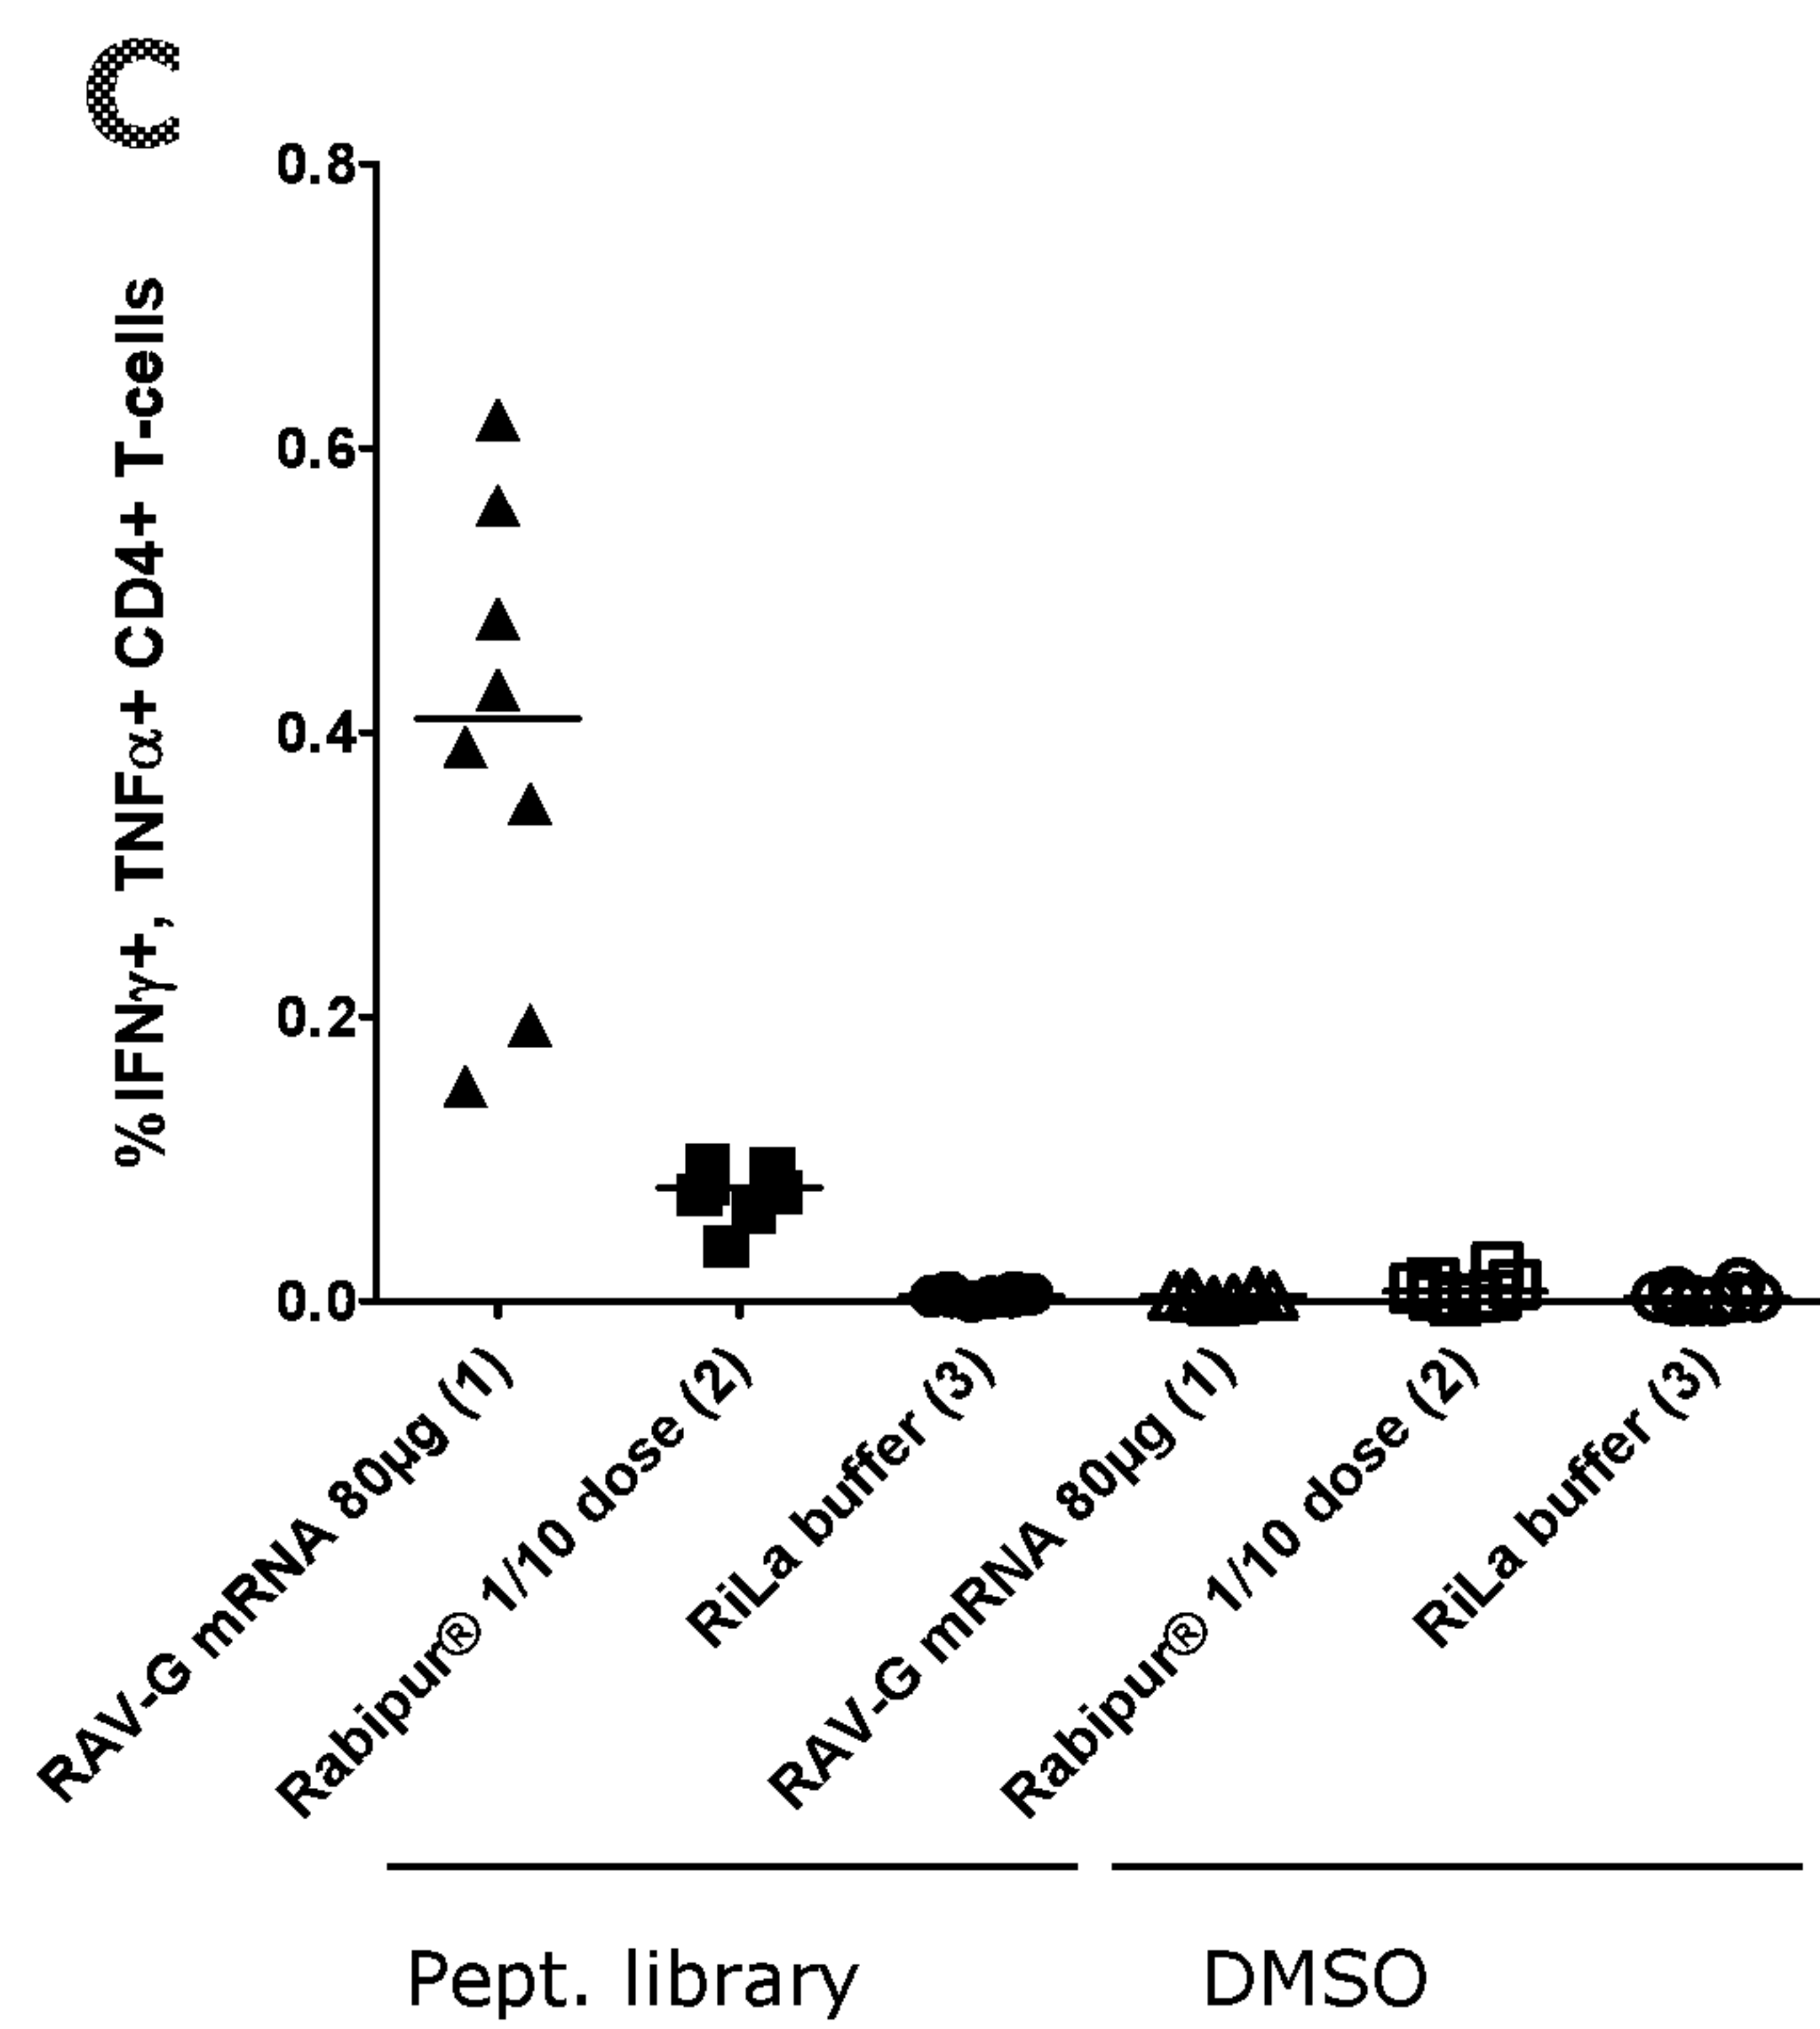 C
% IFNγ+, TNFα+ CD4+ T-cells
0.8
0.6
0.4
0.2
0.0
RAV-G mRNA 80µg (1)
Rabipur® 1/10 dose (2)
RiLa buffer (3)
RAV-G mRNA 80µg (1)
Rabipur® 1/10 dose (2)
RiLa buffer (3)
Pept. library
DMSO